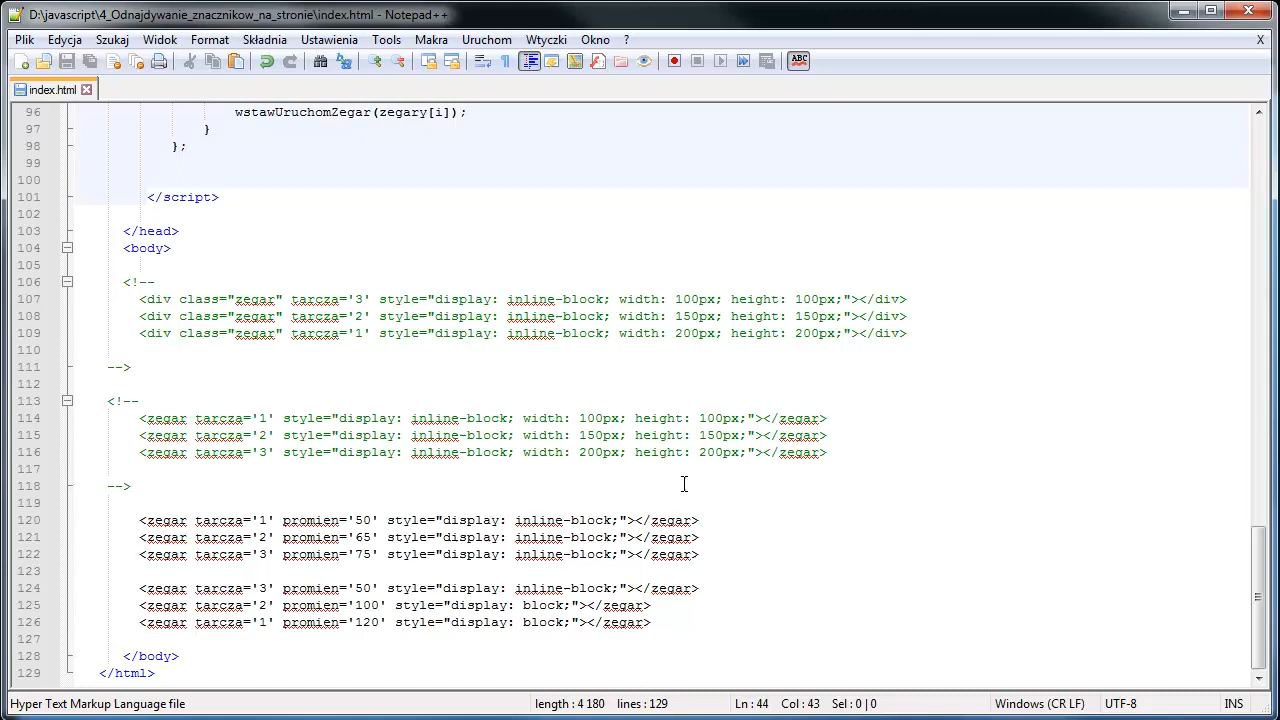 D:\javascript\4_Odnajdywanie_znacznikow_na_stronie\index.html - Notepad++
Plik Edycja Szukaj Widok Format Składnia Ustawienia Tools Makra Uruchom Wtyczki Okno ? X
ABC
index.html
96 wstawUruchomZegar(zegary[i]);
97 }
98 };
99
100
101 </script>
102
103 </head>
104 <body>
105
106 <!--
107 <div class="zegar" tarcza='3' style="display: inline-block; width: 100px; height: 100px;"></div>
108 <div class="zegar" tarcza='2' style="display: inline-block; width: 150px; height: 150px;"></div>
109 <div class="zegar" tarcza='1' style="display: inline-block; width: 200px; height: 200px;"></div>
110
111 -->
112
113 <!--
114 <zegar tarcza='1' style="display: inline-block; width: 100px; height: 100px;"></zegar>
115 <zegar tarcza='2' style="display: inline-block; width: 150px; height: 150px;"></zegar>
116 <zegar tarcza='3' style="display: inline-block; width: 200px; height: 200px;"></zegar>
117
118 -->
119
120 <zegar tarcza='1' promien='50' style="display: inline-block;"></zegar>
121 <zegar tarcza='2' promien='65' style="display: inline-block;"></zegar>
122 <zegar tarcza='3' promien='75' style="display: inline-block;"></zegar>
123
124 <zegar tarcza='3' promien='50' style="display: inline-block;"></zegar>
125 <zegar tarcza='2' promien='100' style="display: block;"></zegar>
126 <zegar tarcza='1' promien='120' style="display: block;"></zegar>
127
128 </body>
129 </html>
Hyper Text Markup Language file length : 4 180 lines : 129 Ln : 44 Col : 43 Sel : 0 | 0 Windows (CR LF) UTF-8 INS